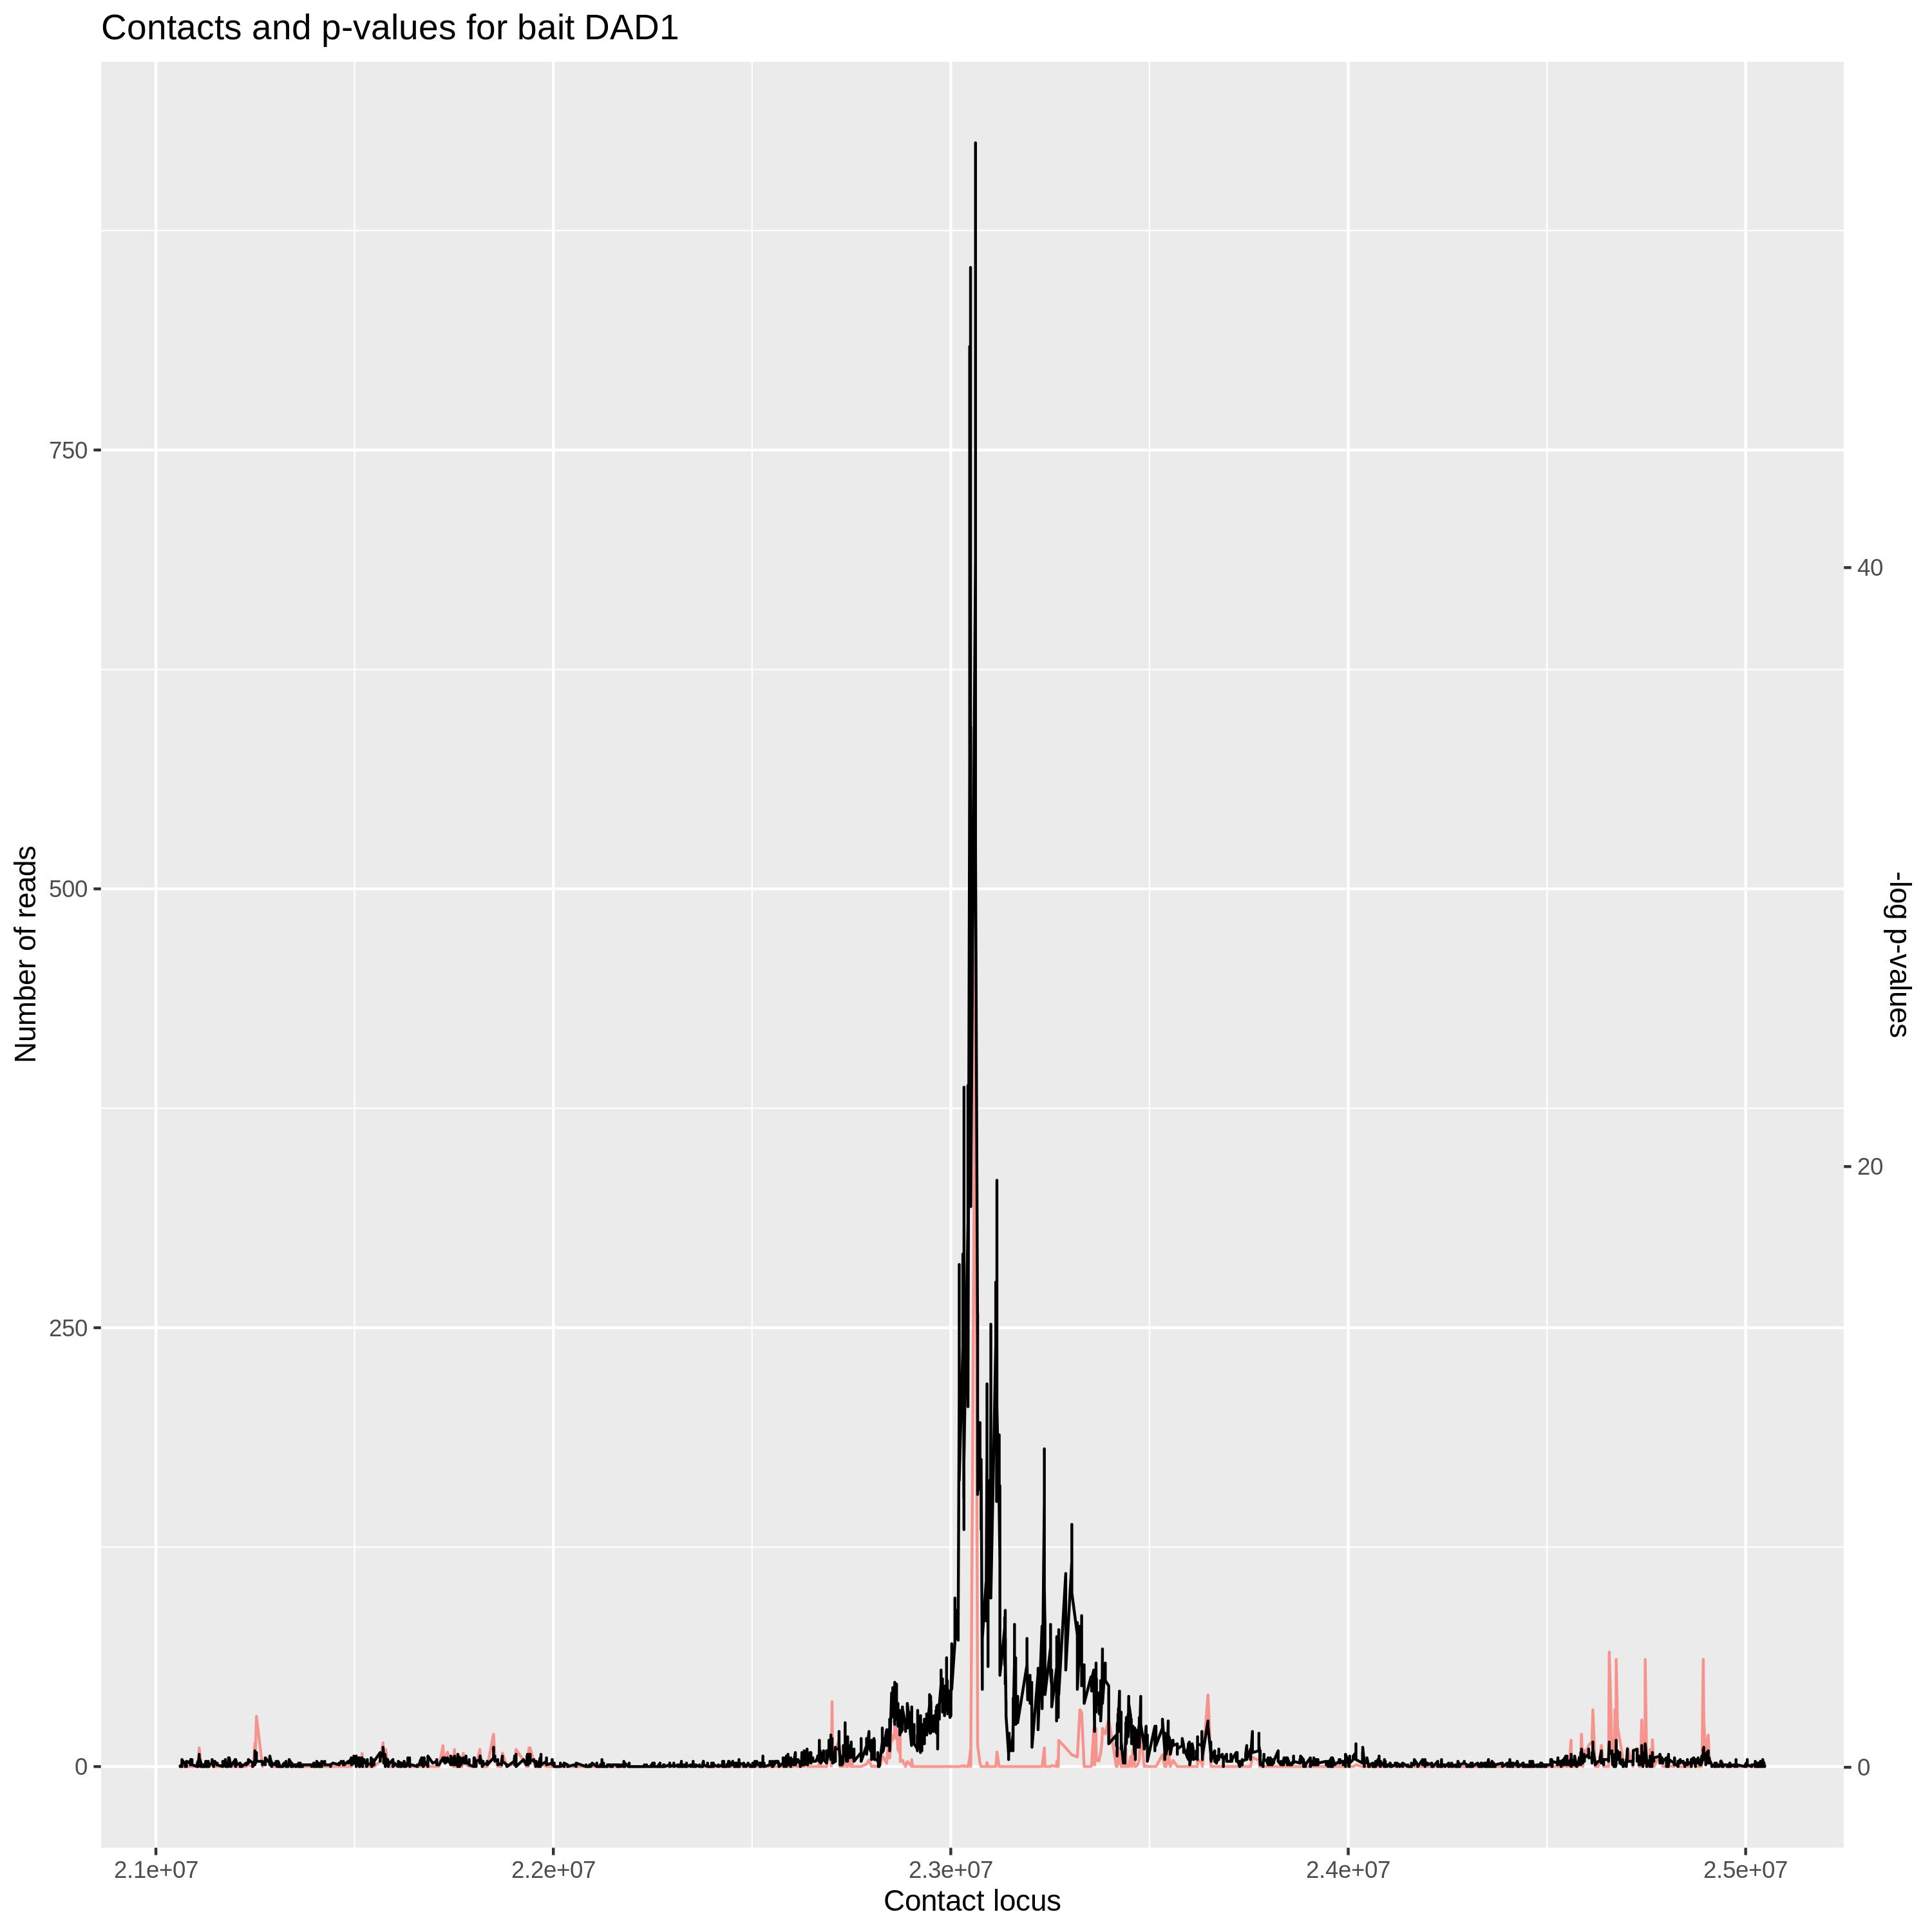 Contacts and p-values for bait DAD1
Number of reads
750
500
250
0
40
20
0
-log p-values
2.1e+07
2.2e+07
2.3e+07
2.4e+07
2.5e+07
Contact locus